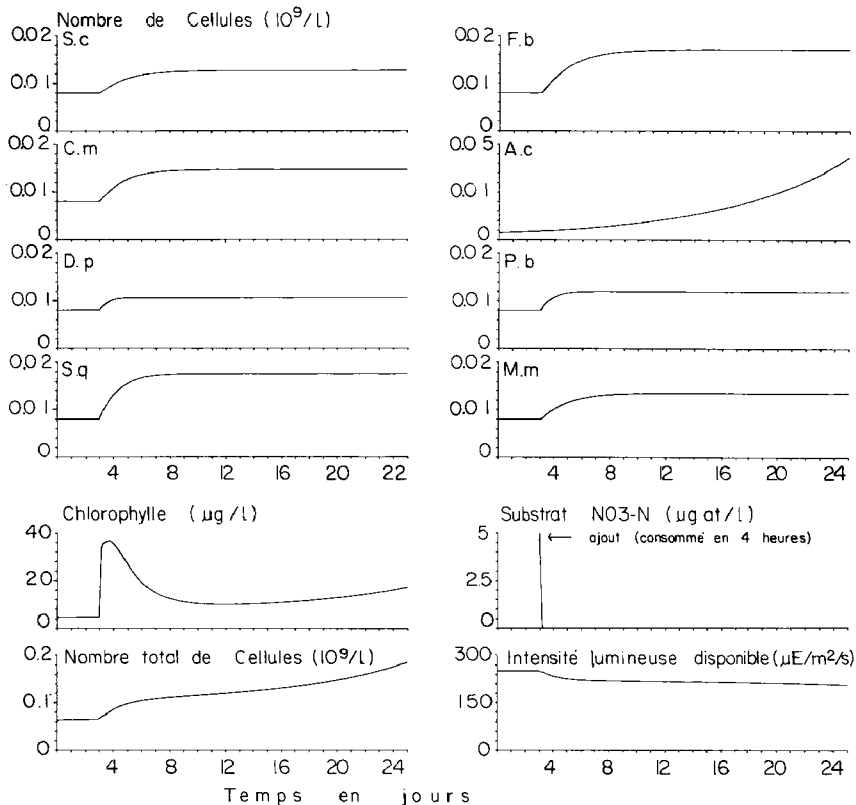 Nombre de Cellules (10⁹/l)
S.c
0.02
0.01
0
F.b
0.02
0.01
0
C.m
0.02
0.01
0
A.c
0.05
0.01
0
D.p
0.02
0.01
0
P.b
0.02
0.01
0
S.q
0.02
0.01
0
4 8 12 16 20 22
M.m
0.02
0.01
0
4 8 12 16 20 24
Chlorophylle (µg/l)
40
20
0
Substrat NO3-N (µg at/l)
← ajout (consommé en 4 heures)
5
2.5
0
Nombre total de Cellules (10⁹/l)
0.2
0.1
0
4 8 12 16 20 24
Intensité lumineuse disponible (µE/m²/s)
300
150
0
4 8 12 16 20 24
Temps en jours